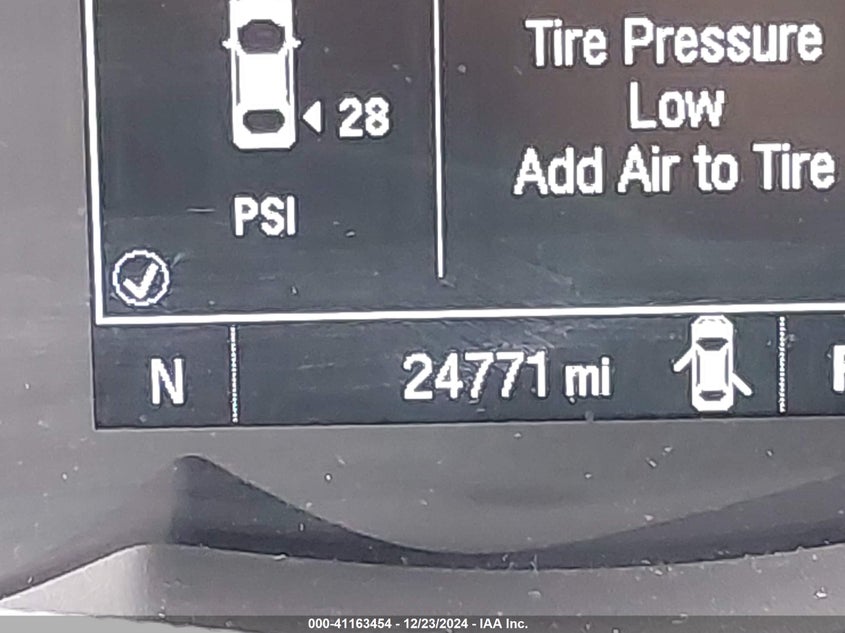 Tire Pressure
Low
Add Air to Tire
28
PSI
N
24771 mi
000-41163454 - 12/23/2024 - IAA Inc.